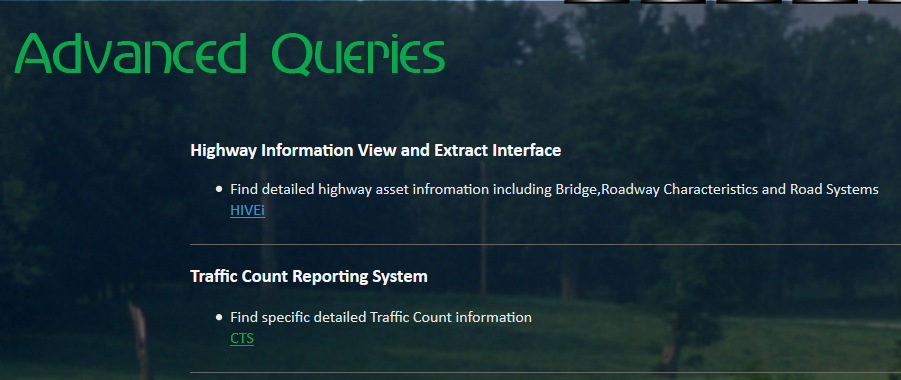 Advanced Queries
Highway Information View and Extract Interface
Find detailed highway asset infromation including Bridge,Roadway Characteristics and Road Systems
HIVEi
Traffic Count Reporting System
Find specific detailed Traffic Count information
CTS